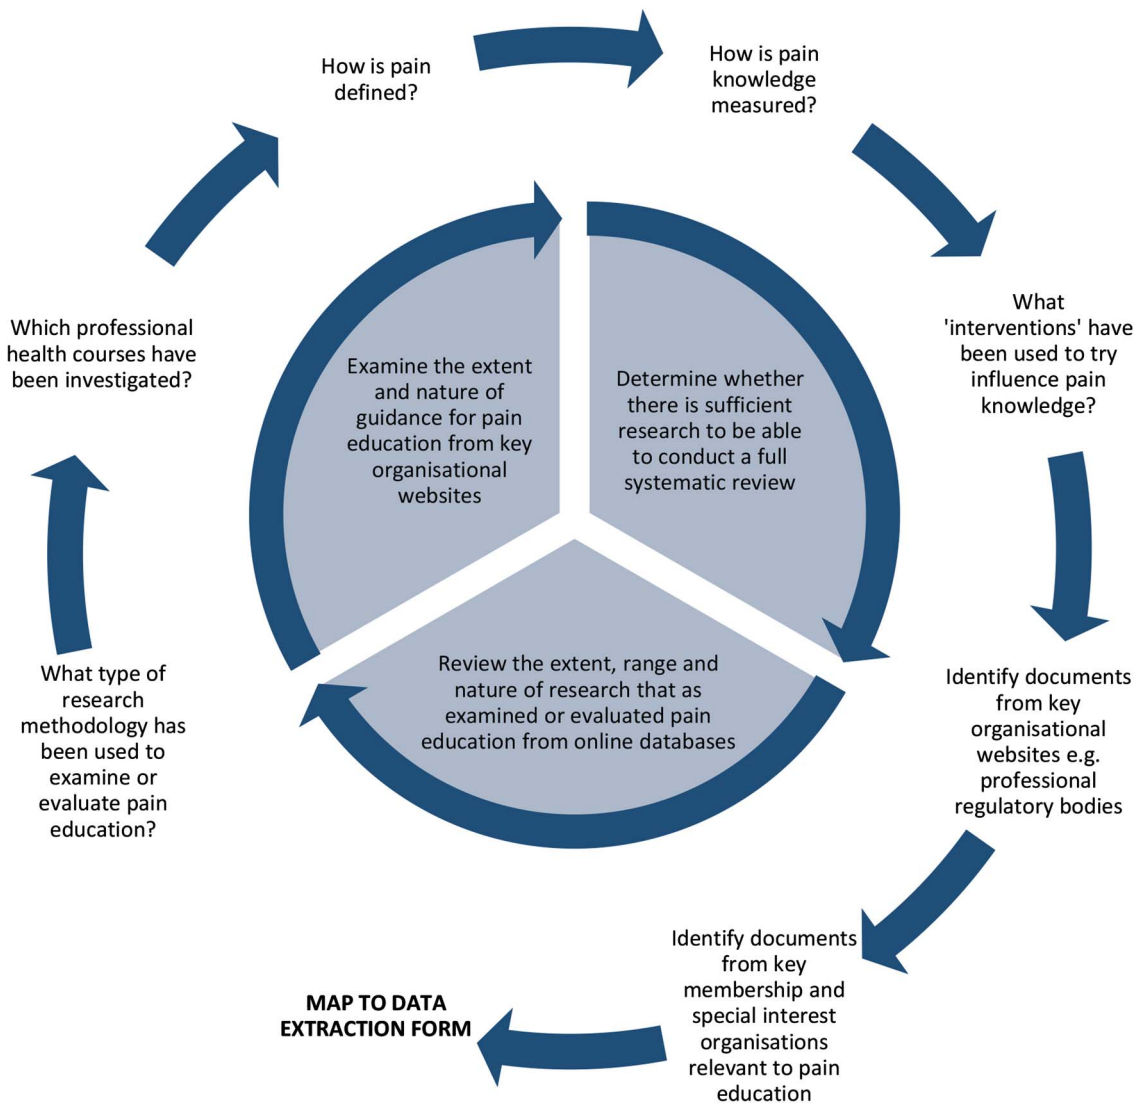 How is pain
defined?
How is pain
knowledge
measured?
What
'interventions' have
been used to try
influence pain
knowledge?
Identify documents
from key
organisational
websites e.g.
professional
regulatory bodies
Identify documents
from key
membership and
special interest
organisations
relevant to pain
education
MAP TO DATA
EXTRACTION FORM
What type of
research
methodology has
been used to
examine or
evaluate pain
education?
Which professional
health courses have
been investigated?
Examine the extent
and nature of
guidance for pain
education from key
organisational
websites
Determine whether
there is sufficient
research to be able
to conduct a full
systematic review
Review the extent, range and
nature of research that as
examined or evaluated pain
education from online databases